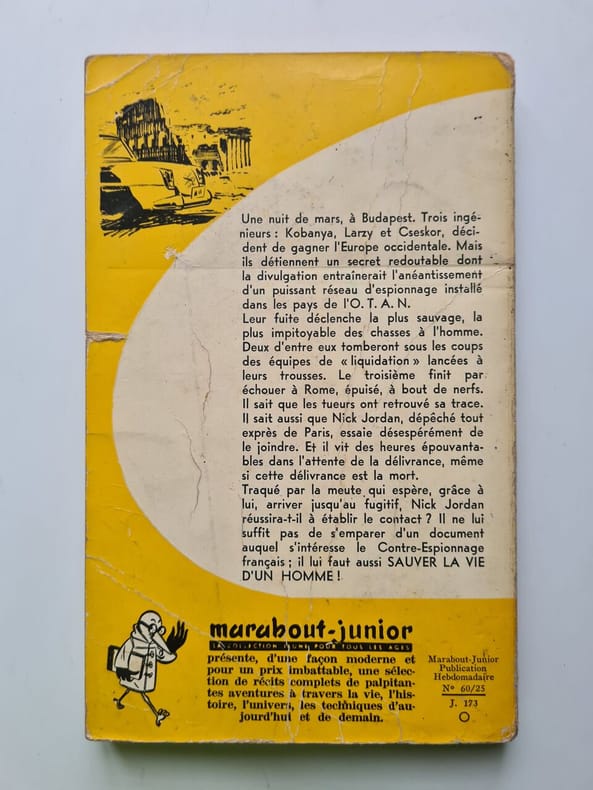 Une nuit de mars, à Budapest. Trois ingé-
nieurs : Kobanya, Larzy et Cseskor, déci-
dent de gagner l'Europe occidentale. Mais
ils détiennent un secret redoutable dont
la divulgation entraînerait l'anéantissement
d'un puissant réseau d'espionnage installé
dans les pays de l'O. T. A. N.
Leur fuite déclenche la plus sauvage, la
plus impitoyable des chasses à l'homme.
Deux d'entre eux tomberont sous les coups
des équipes de « liquidation » lancées à
leurs trousses. Le troisième finit par
échouer à Rome, épuisé, à bout de nerfs.
Il sait que les tueurs ont retrouvé sa trace.
Il sait aussi que Nick Jordan, dépêché tout
exprès de Paris, essaie désespérément de
le joindre. Et il vit des heures épouvanta-
bles dans l'attente de la délivrance, même
si cette délivrance est la mort.
Traqué par la meute qui espère, grâce à
lui, arriver jusqu'au fugitif, Nick Jordan
réussira-t-il à établir le contact ? Il ne lui
suffit pas de s'emparer d'un document
auquel s'intéresse le Contre-Espionnage
français ; il lui faut aussi SAUVER LA VIE
D'UN HOMME !
marabout-junior
LA COLLECTION JEUNE POUR TOUS LES AGES
présente, d'une façon moderne et
pour un prix imbattable, une sélec-
tion de récits complets de palpitan-
tes aventures à travers la vie, l'his-
toire, l'univers, les techniques d'au-
jourd'hui et de demain.
Marabout-Junior
Publication
Hebdomadaire
N° 60/25
J. 173